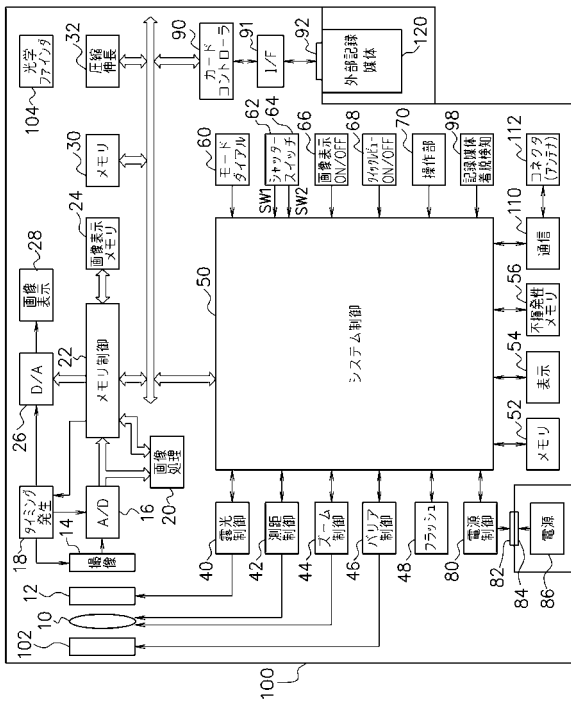 100
102
10
12
14
撮像
18
タイミング
発生
16
A/D
20
画像
処理
26
D/A
22
メモリ制御
28
画像
表示
24
画像表示
メモリ
30
メモリ
32
圧縮
伸長
104
光学
ファインダ
40
露光
制御
42
測距
制御
44
ズーム
制御
46
バリア
制御
48
フラッシュ
80
電源
制御
82
84
86
電源
50
システム制御
52
メモリ
54
表示
56
不揮発性
メモリ
110
通信
112
コネクタ
(アンテナ)
60
モード
ダイアル
62
64
シャッター
スイッチ
SW1
SW2
66
画像表示
ON/OFF
68
クイックレビュー
ON/OFF
70
操作部
98
記録媒体
着脱検知
90
カード
コントローラ
91
I/F
92
120
外部記録
媒体